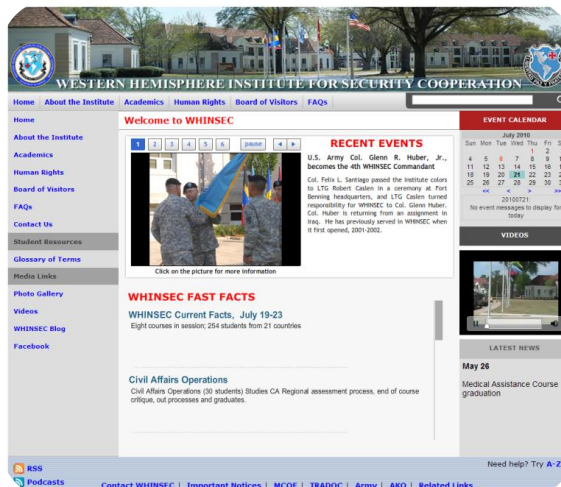 WESTERN HEMISPHERE INSTITUTE FOR SECURITY COOPERATION
Home About the Institute Academics Human Rights Board of Visitors FAQs
Home
About the Institute
Academics
Human Rights
Board of Visitors
FAQs
Contact Us
Student Resources
Glossary of Terms
Media Links
Photo Gallery
Videos
WHINSEC Blog
Facebook
Welcome to WHINSEC
1 2 3 4 5 6 pause
Click on the picture for more information
RECENT EVENTS
U.S. Army Col. Glenn R. Huber, Jr.,
becomes the 4th WHINSEC Commandant
Col. Felix L. Santiago passed the Institute colors
to LTG Robert Caslen in a ceremony at Fort
Benning headquarters, and LTG Caslen turned
responsibility for WHINSEC to Col. Glenn Huber.
Col. Huber is returning from an assignment in
Iraq. He has previously served in WHINSEC when
it first opened, 2001-2002.
WHINSEC FAST FACTS
WHINSEC Current Facts, July 19-23
Eight courses in session; 254 students from 21 countries
Civil Affairs Operations
Civil Affairs Operations (30 students) Studies CA Regional assessment process, end of course
critique, out processes and graduates.
EVENT CALENDAR
July 2010
Sun Mon Tue Wed Thu Fri S
1 2
4 5 6 7 8 9
11 12 13 14 15 16
18 19 20 21 22 23
25 26 27 28 29 30
<< < > >>
20100721:
No event messages to display for
today
VIDEOS
LATEST NEWS
May 26
Medical Assistance Course
graduation
Need help? Try A-Z
RSS
Podcasts
Contact WHINSEC | Important Notices | MCOE | TRADOC | Army | AKO | Related Links